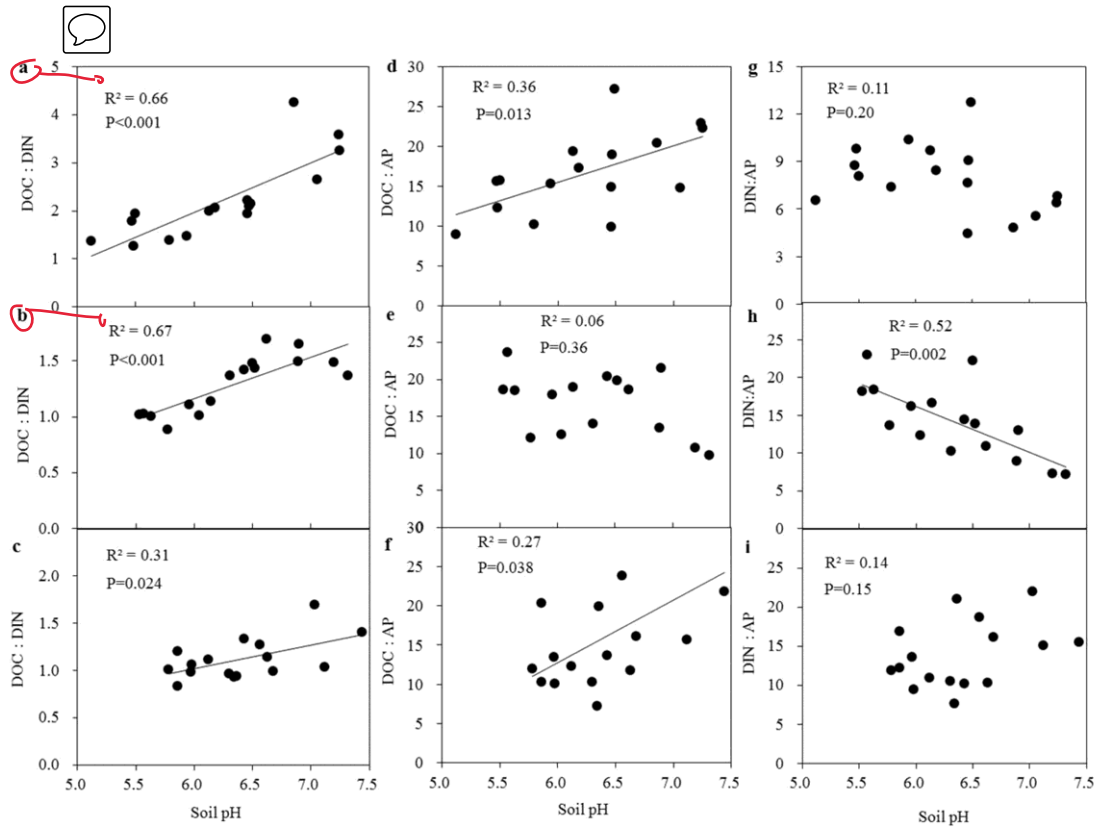 a
R² = 0.66
P<0.001
DOC : DIN
5
4
3
2
1
0
d
R² = 0.36
P=0.013
DOC : AP
30
25
20
15
10
5
0
g
R² = 0.11
P=0.20
DIN:AP
15
12
9
6
3
0
b
R² = 0.67
P<0.001
DOC : DIN
1.5
1.0
0.5
0.0
e
R² = 0.06
P=0.36
DOC : AP
25
20
15
10
5
0
h
R² = 0.52
P=0.002
DIN:AP
25
20
15
10
5
0
c
R² = 0.31
P=0.024
DOC : DIN
2.0
1.5
1.0
0.5
0.0
5.0 5.5 6.0 6.5 7.0 7.5
Soil pH
f
R² = 0.27
P=0.038
DOC : AP
30
25
20
15
10
5
0
5.0 5.5 6.0 6.5 7.0 7.5
Soil pH
i
R² = 0.14
P=0.15
DIN : AP
25
20
15
10
5
0
5.0 5.5 6.0 6.5 7.0 7.5
Soil pH